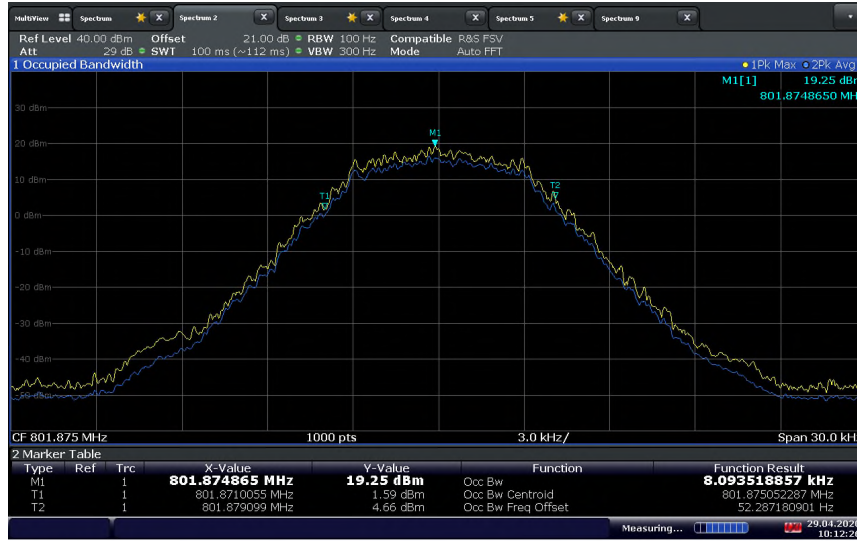 MultiView Spectrum X Spectrum 2 X Spectrum 3 X Spectrum 4 X Spectrum 5 X Spectrum 9 X
Ref Level 40.00 dBm Offset 21.00 dB RBW 100 Hz Compatible R&S FSV
Att 29 dB SWT 100 ms (~112 ms) VBW 300 Hz Mode Auto FFT
1 Occupied Bandwidth 1Pk Max 2Pk Avg
M1[1] 19.25 dBm
801.8748650 MH
30 dBm
M1
20 dBm
10 dBm
T1
T2
0 dBm
-10 dBm
-20 dBm
-30 dBm
-40 dBm
-50 dBm
CF 801.875 MHz 1000 pts 3.0 kHz/ Span 30.0 kH
2 Marker Table
Type Ref Trc X-Value Y-Value Function Function Result
M1 1 801.874865 MHz 19.25 dBm Occ Bw 8.093518857 kHz
T1 1 801.8710055 MHz 1.59 dBm Occ Bw Centroid 801.875052287 MHz
T2 1 801.879099 MHz 4.66 dBm Occ Bw Freq Offset 52.287180901 Hz
Measuring... 29.04.2020
10:12:26